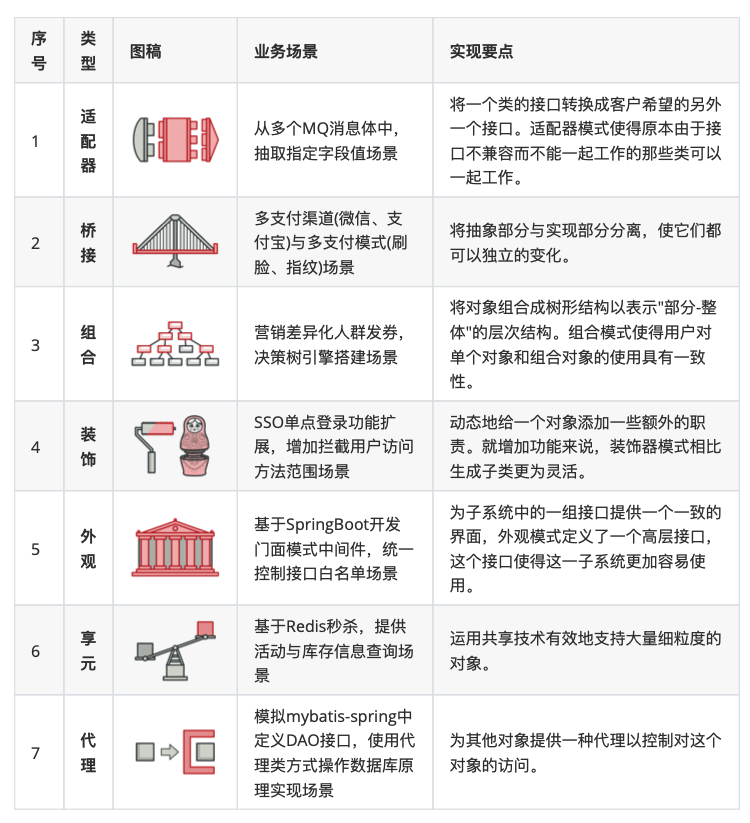 序
号
类
型
图稿
业务场景
实现要点
1
适
配
器
从多个MQ消息体中，
抽取指定字段值场景
将一个类的接口转换成客户希望的另外
一个接口。适配器模式使得原本由于接
口不兼容而不能一起工作的那些类可以
一起工作。
2
桥
接
多支付渠道(微信、支
付宝)与多支付模式(刷
脸、指纹)场景
将抽象部分与实现部分分离，使它们都
可以独立的变化。
3
组
合
营销差异化人群发券，
决策树引擎搭建场景
将对象组合成树形结构以表示"部分-整
体"的层次结构。组合模式使得用户对
单个对象和组合对象的使用具有一致
性。
4
装
饰
SSO单点登录功能扩
展，增加拦截用户访问
方法范围场景
动态地给一个对象添加一些额外的职
责。就增加功能来说，装饰器模式相比
生成子类更为灵活。
5
外
观
基于SpringBoot开发
门面模式中间件，统一
控制接口白名单场景
为子系统中的一组接口提供一个一致的
界面，外观模式定义了一个高层接口，
这个接口使得这一子系统更加容易使
用。
6
享
元
基于Redis秒杀，提供
活动与库存信息查询场
景
运用共享技术有效地支持大量细粒度的
对象。
7
代
理
模拟mybatis-spring中
定义DAO接口，使用代
理类方式操作数据库原
理实现场景
为其他对象提供一种代理以控制对这个
对象的访问。